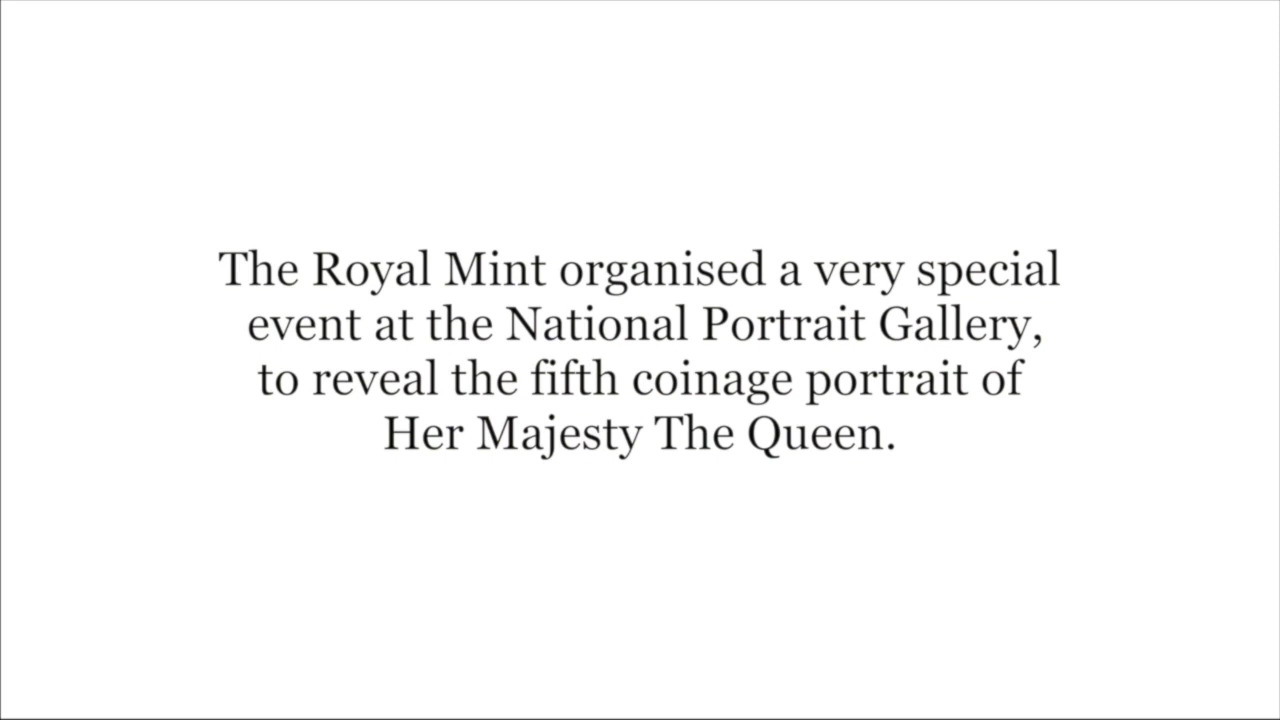 The Royal Mint organised a very special
event at the National Portrait Gallery,
to reveal the fifth coinage portrait of
Her Majesty The Queen.